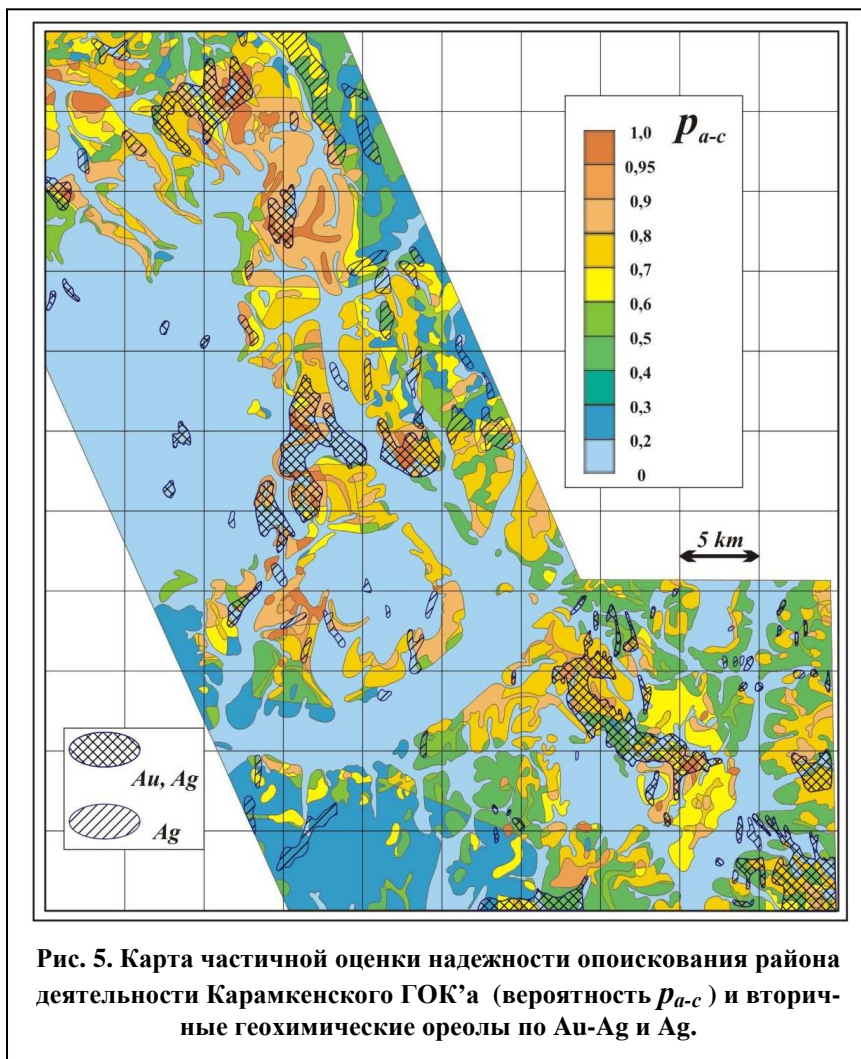 p a-c
1,0
0,95
0,9
0,8
0,7
0,6
0,5
0,4
0,3
0,2
0
5 km
Au, Ag
Ag
Рис. 5. Карта частичной оценки надежности опоискования района
деятельности Карамкенского ГОК’а (вероятность p a-c ) и вторич-
ные геохимические ореолы по Au-Ag и Ag.